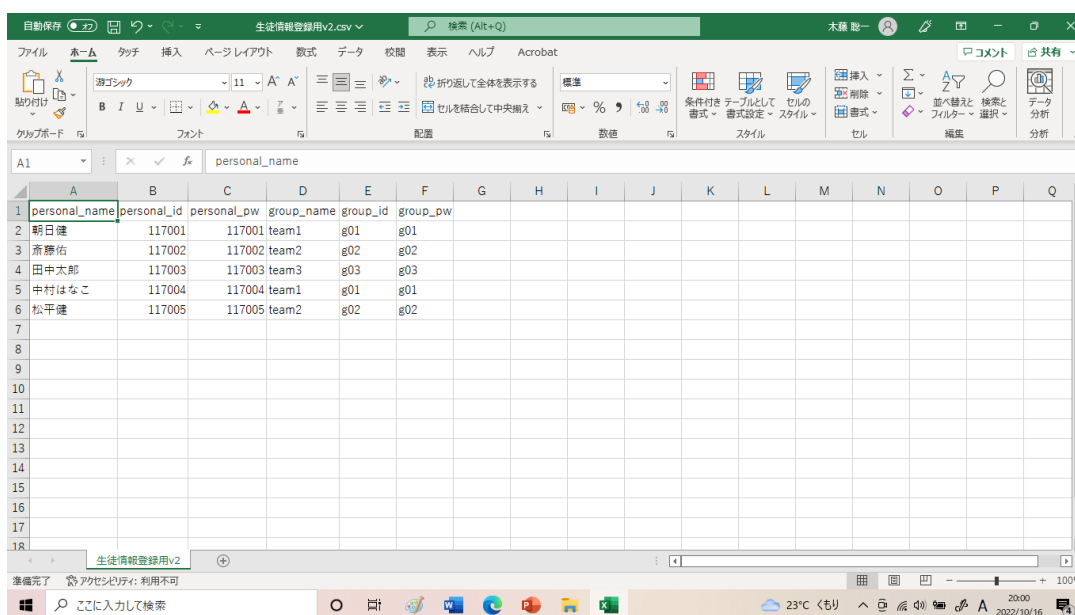 自動保存 オフ 生徒情報登録用v2.csv 検索 (Alt+Q) 木藤 聡一
ファイル ホーム タッチ 挿入 ページ レイアウト 数式 データ 校閲 表示 ヘルプ Acrobat コメント 共有
貼り付け 游ゴシック 11 A^ A˅ 折り返して全体を表示する 標準 条件付き 書式 テーブルとして 書式設定 セルの スタイル 挿入 Σ 並べ替えと フィルター 検索と 選択 データ 分析
B I U A セルを結合して中央揃え % 9 削除
書式
クリップボード フォント 配置 数値 スタイル セル 編集 分析
A1 fx personal_name
A B C D E F G H I J K L M N O P Q
1 personal_name personal_id personal_pw group_name group_id group_pw
2 朝日健 117001 117001 team1 g01 g01
3 斎藤佑 117002 117002 team2 g02 g02
4 田中太郎 117003 117003 team3 g03 g03
5 中村はなこ 117004 117004 team1 g01 g01
6 松平健 117005 117005 team2 g02 g02
7
8
9
10
11
12
13
14
15
16
17
18
生徒情報登録用v2
準備完了 アクセシビリティ: 利用不可 100
ここに入力して検索 23°C くもり A 20:00
2022/10/16